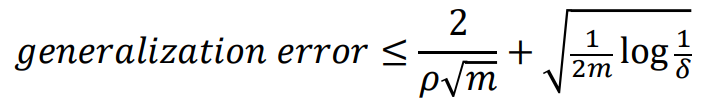 generalization error ≤ 2/(ρ√m) + √(1/(2m) log 1/δ)